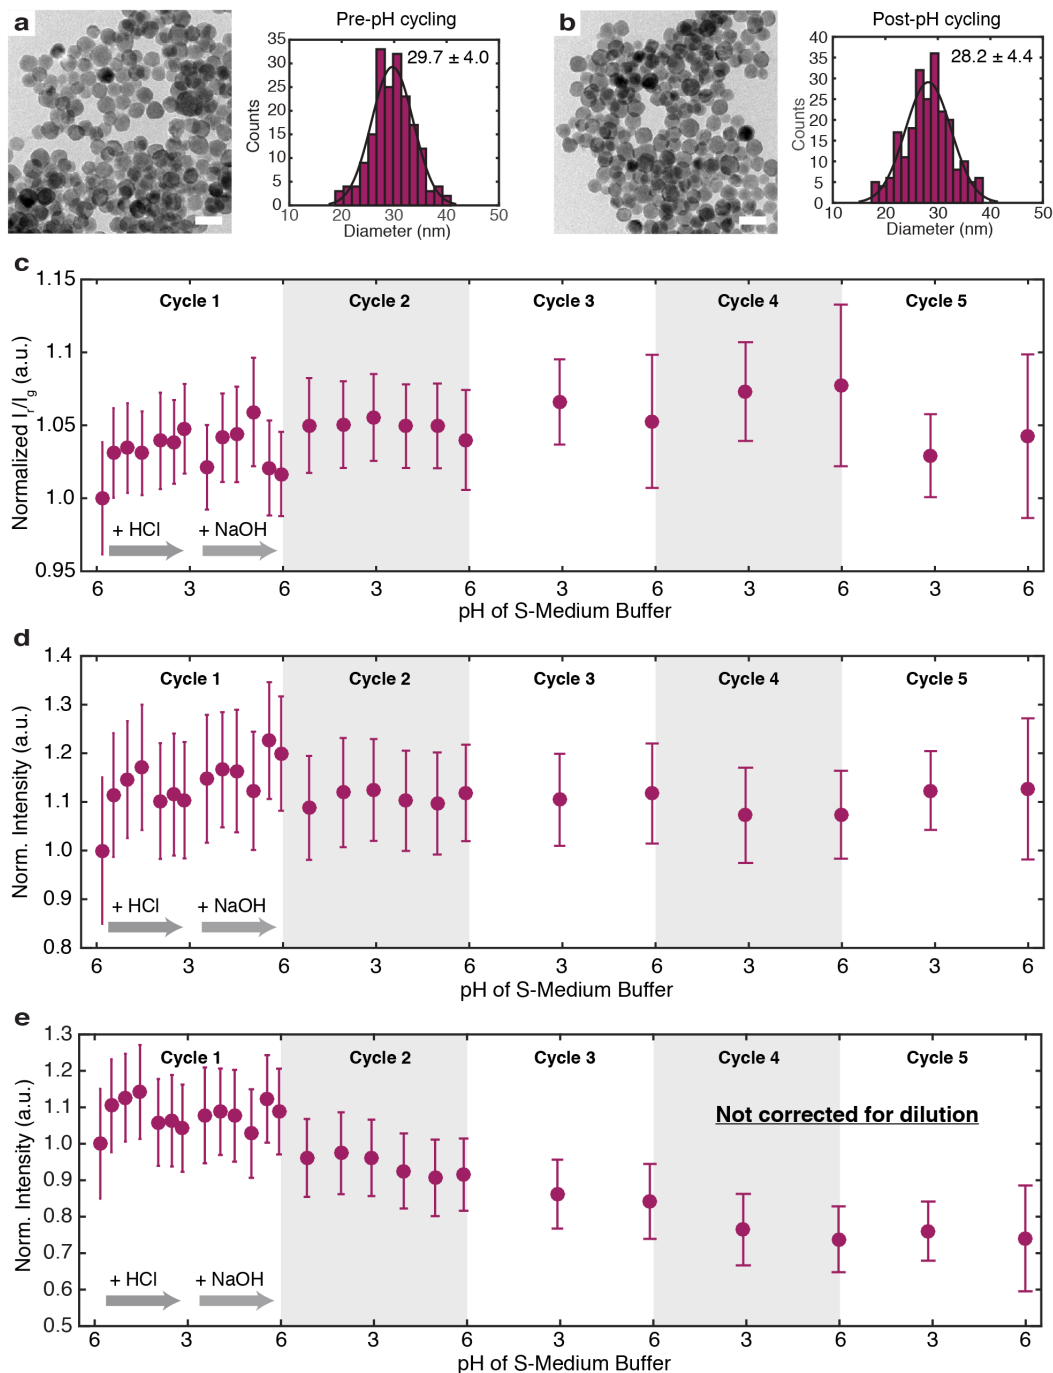 a
Pre-pH cycling
29.7 ± 4.0
Counts
35
30
25
20
15
10
5
0
10 20 30 40 50
Diameter (nm)
b
Post-pH cycling
28.2 ± 4.4
Counts
40
35
30
25
20
15
10
5
0
10 20 30 40 50
Diameter (nm)
c
Normalized Ir/Ig (a.u.)
1.15
1.1
1.05
1.0
0.95
Cycle 1 Cycle 2 Cycle 3 Cycle 4 Cycle 5
+ HCl + NaOH
6 3 6 3 6 3 6 3 6 3 6
pH of S-Medium Buffer
d
Norm. Intensity (a.u.)
1.4
1.3
1.2
1.1
1.0
0.9
0.8
Cycle 1 Cycle 2 Cycle 3 Cycle 4 Cycle 5
+ HCl + NaOH
6 3 6 3 6 3 6 3 6 3 6
pH of S-Medium Buffer
e
Norm. Intensity (a.u.)
1.3
1.2
1.1
1.0
0.9
0.8
0.7
0.6
0.5
Cycle 1 Cycle 2 Cycle 3 Cycle 4 Cycle 5
Not corrected for dilution
+ HCl + NaOH
6 3 6 3 6 3 6 3 6 3 6
pH of S-Medium Buffer